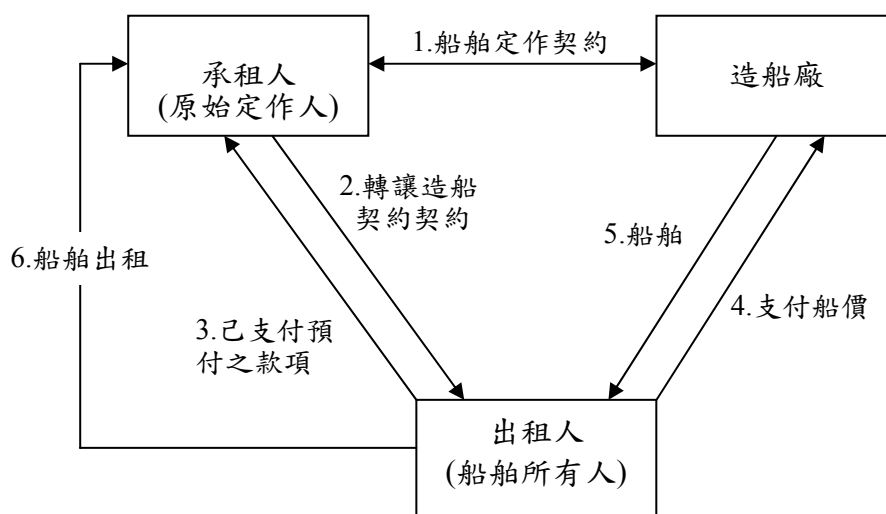 1.船舶定作契約
承租人
(原始定作人)
造船廠
2.轉讓造船
契約契約
5.船舶
6.船舶出租
4.支付船價
3.已支付預
付之款項
出租人
(船舶所有人)